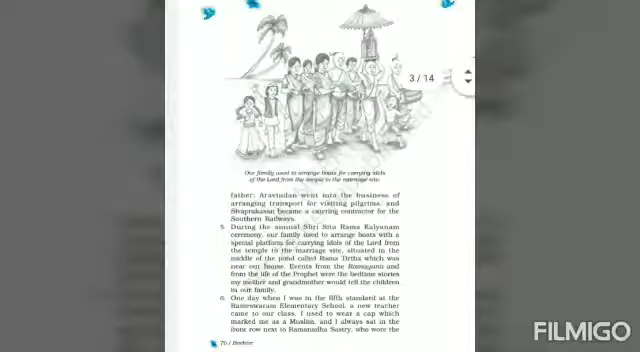 3 / 14
Our family used to arrange boats for carrying idols
of the Lord from the temple to the marriage site.
father; Aravindan went into the business of
arranging transport for visiting pilgrims; and
Sivaprakasan became a catering contractor for the
Southern Railways.
5. During the annual Shri Sita Rama Kalyanam
ceremony, our family used to arrange boats with a
special platform for carrying idols of the Lord from
the temple to the marriage site, situated in the
middle of the pond called Rama Tirtha which was
near our house. Events from the Ramayana and
from the life of the Prophet were the bedtime stories
my mother and grandmother would tell the children
in our family.
6. One day when I was in the fifth standard at the
Rameswaram Elementary School, a new teacher
came to our class. I used to wear a cap which
marked me as a Muslim, and I always sat in the
front row next to Ramanadha Sastry, who wore the
70 / Beehive
FILMIGO